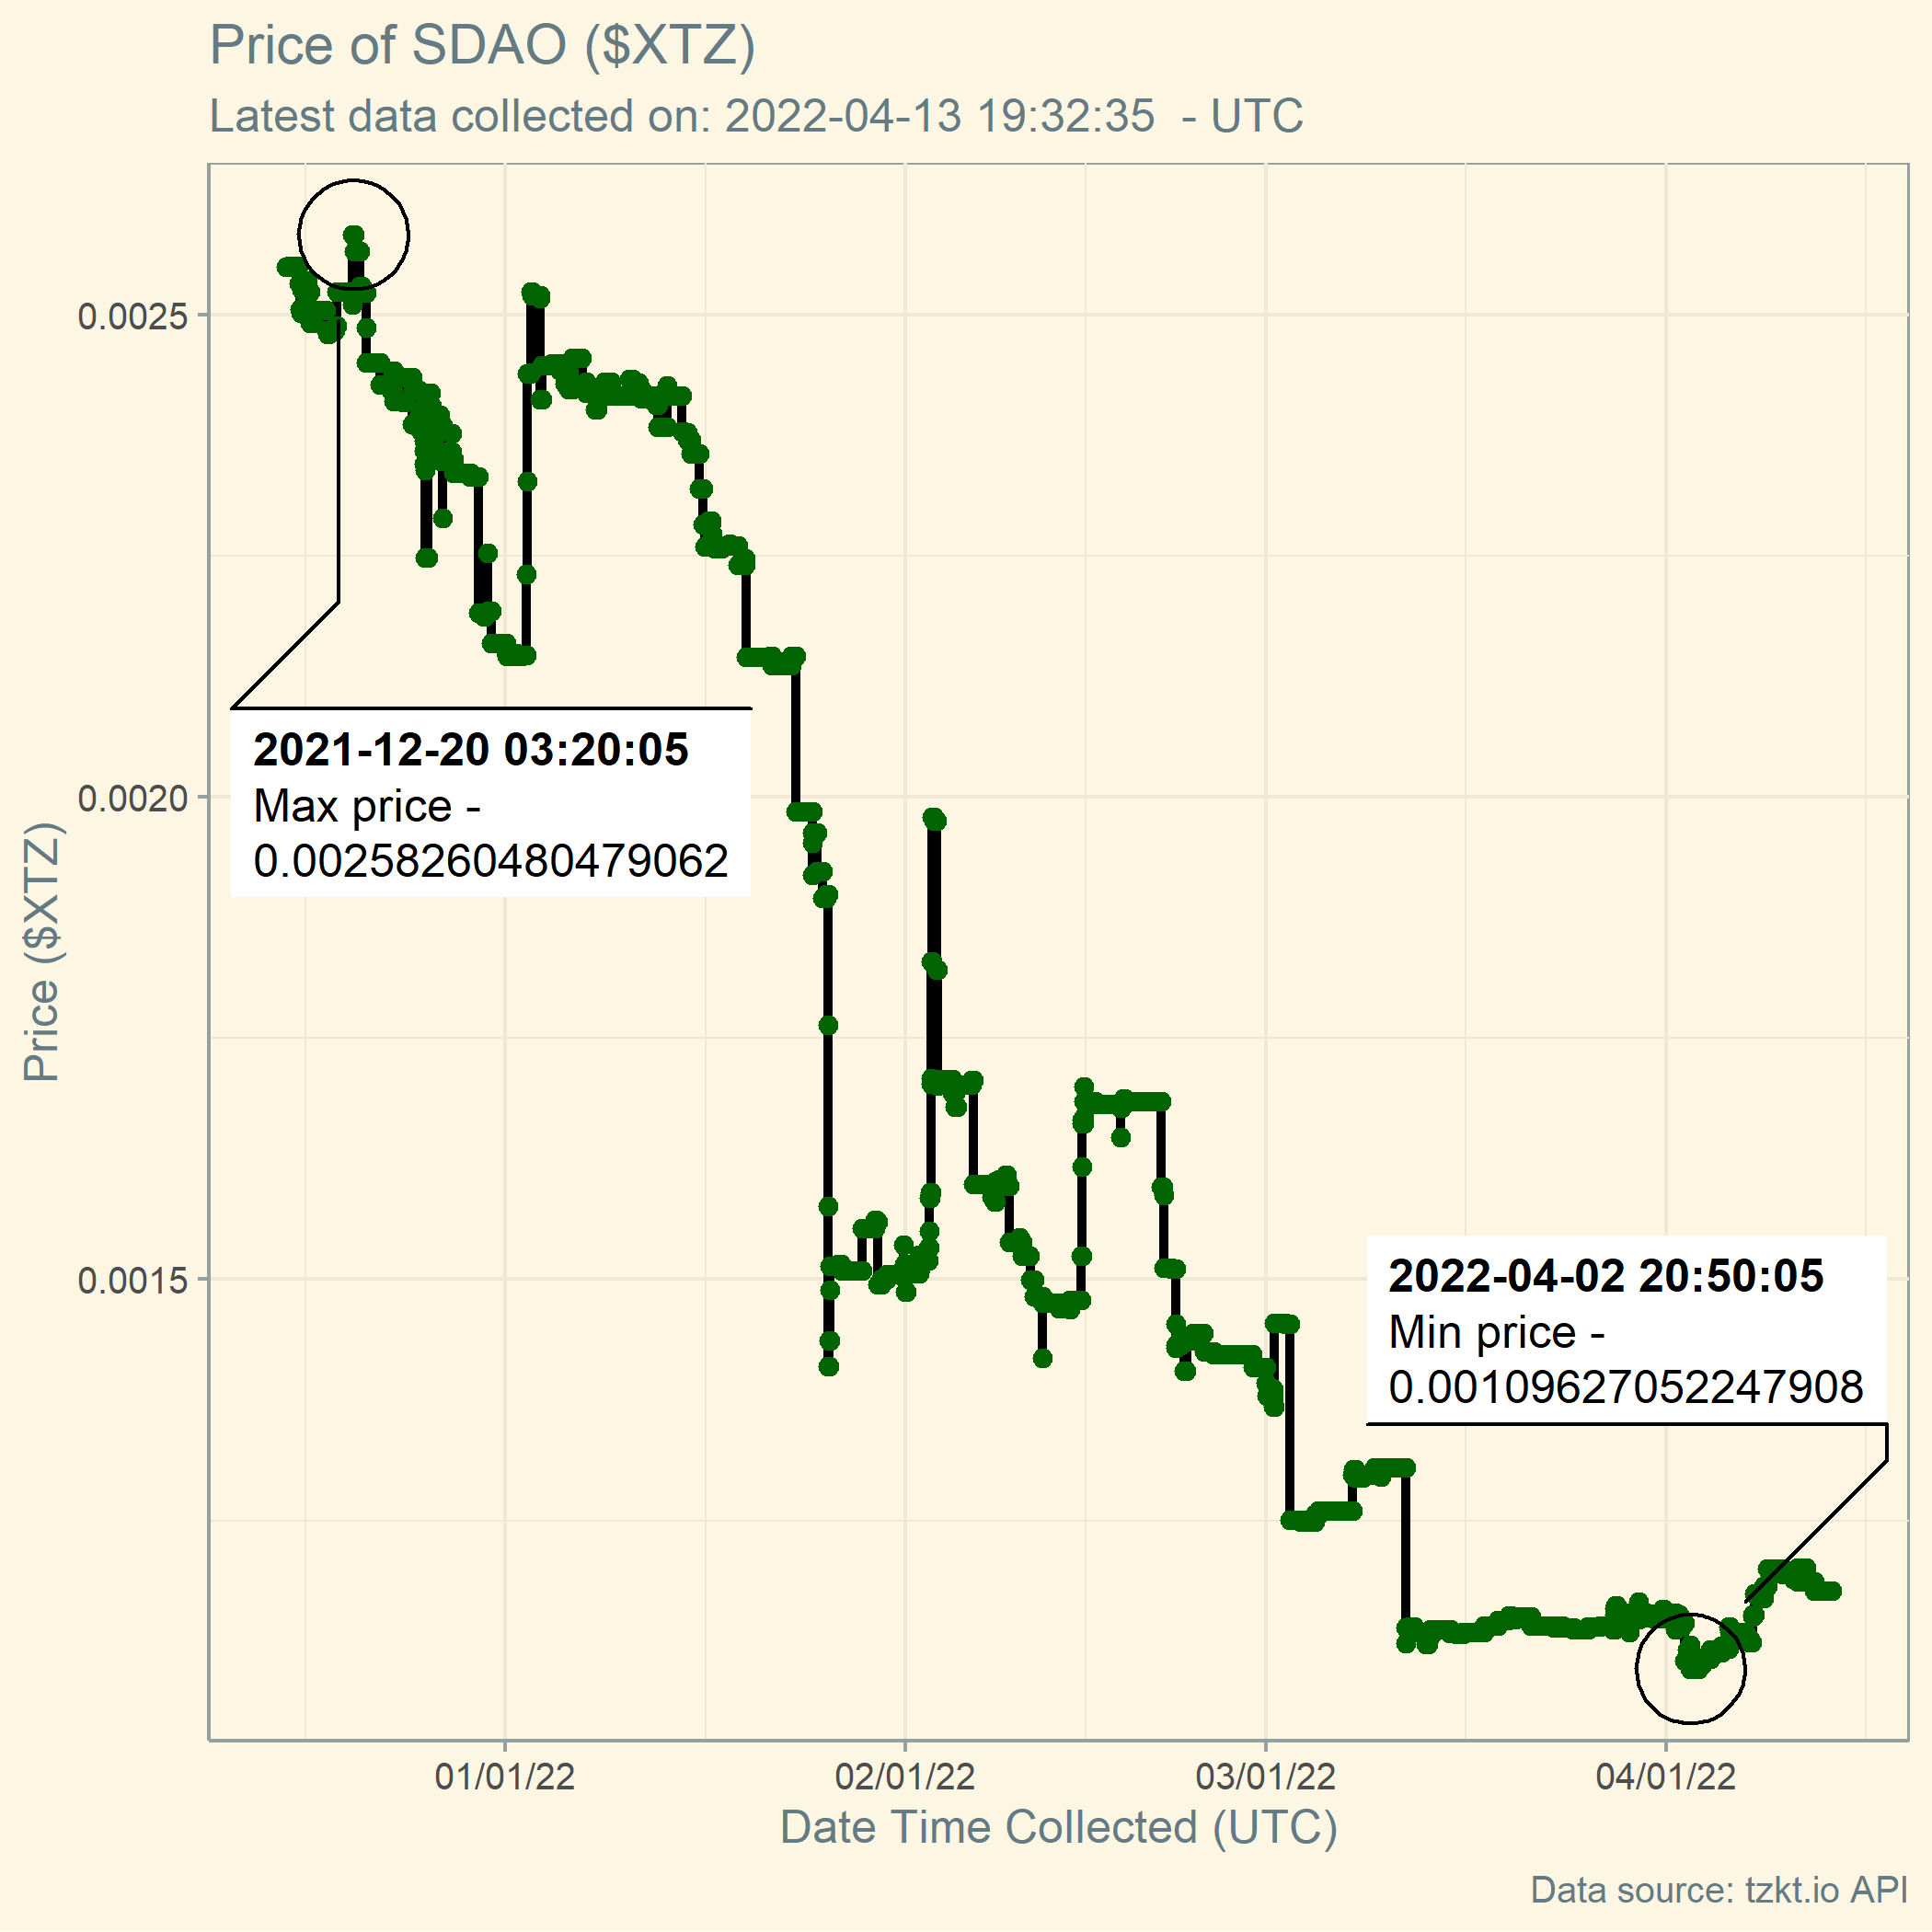 Price of SDAO ($XTZ)
Latest data collected on: 2022-04-13 19:32:35  - UTC
0.0025
0.0020
0.0015
Price ($XTZ)
2021-12-20 03:20:05
Max price -
0.00258260480479062
2022-04-02 20:50:05
Min price -
0.00109627052247908
01/01/22
02/01/22
03/01/22
04/01/22
Date Time Collected (UTC)
Data source: tzkt.io API